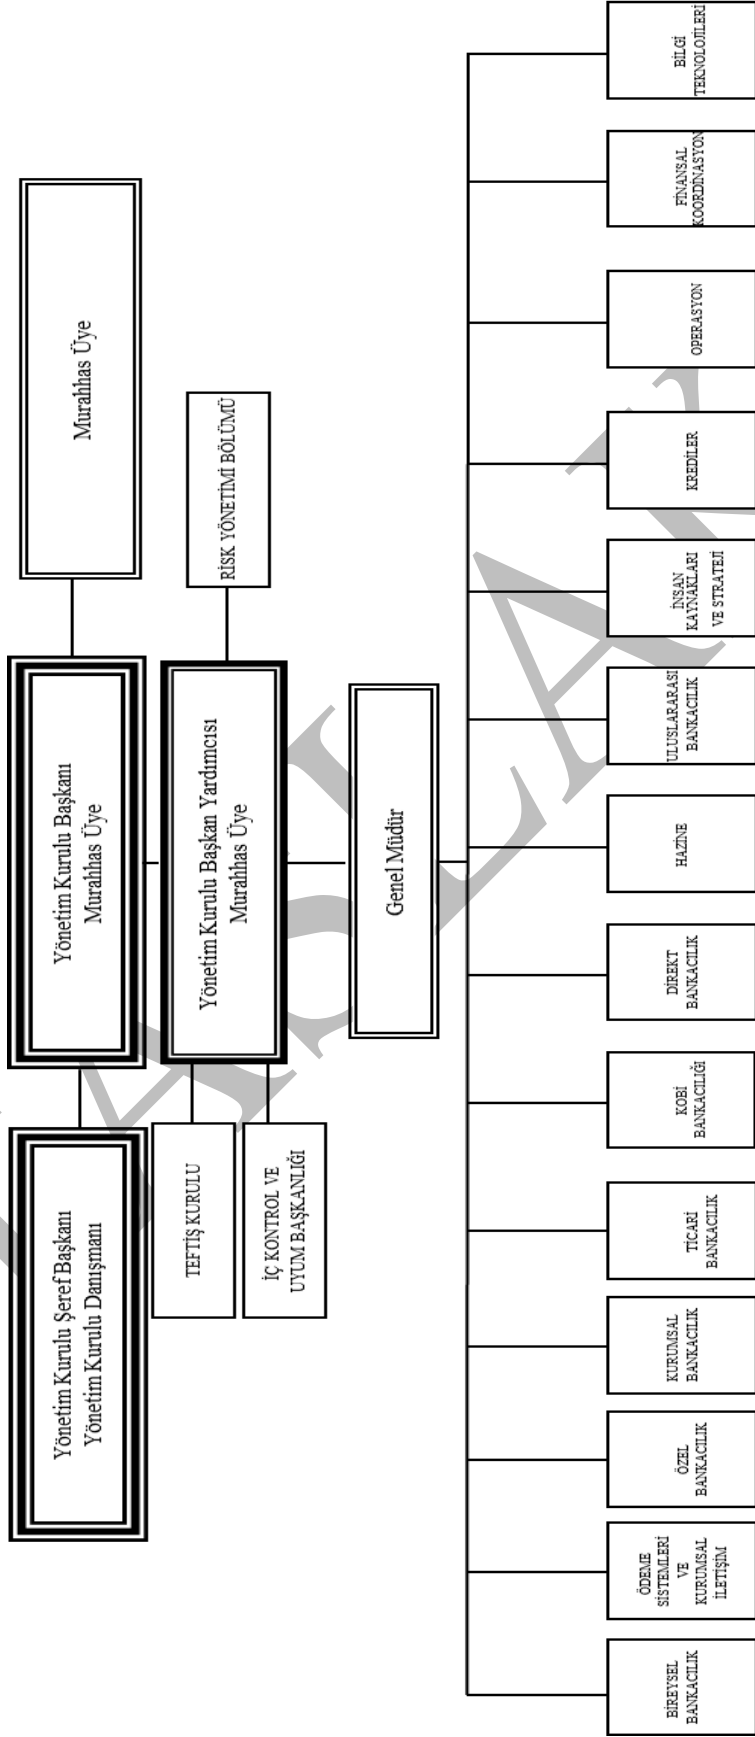 Yönetim Kurulu Şeref Başkanı
Yönetim Kurulu Danışmanı
Yönetim Kurulu Başkanı
Murahhas Üye
Murahhas Üye
TEFTİŞ KURULU
İÇ KONTROL VE
UYUM BAŞKANLIĞI
Yönetim Kurulu Başkan Yardımcısı
Murahhas Üye
RİSK YÖNETİMİ BÖLÜMÜ
Genel Müdür
BİREYSEL
BANKACILIK
ÖDEME
SİSTEMLERİ
VE
KURUMSAL
İLETİŞİM
ÖZEL
BANKACILIK
KURUMSAL
BANKACILIK
TİCARİ
BANKACILIK
KOBİ
BANKACILIĞI
DİREKT
BANKACILIK
HAZİNE
ULUSLARARASI
BANKACILIK
İNSAN
KAYNAKLARI
VE STRATEJİ
KREDİLER
OPERASYON
FİNANSAL
KOORDİNASYON
BİLGİ
TEKNOLOJİLERİ